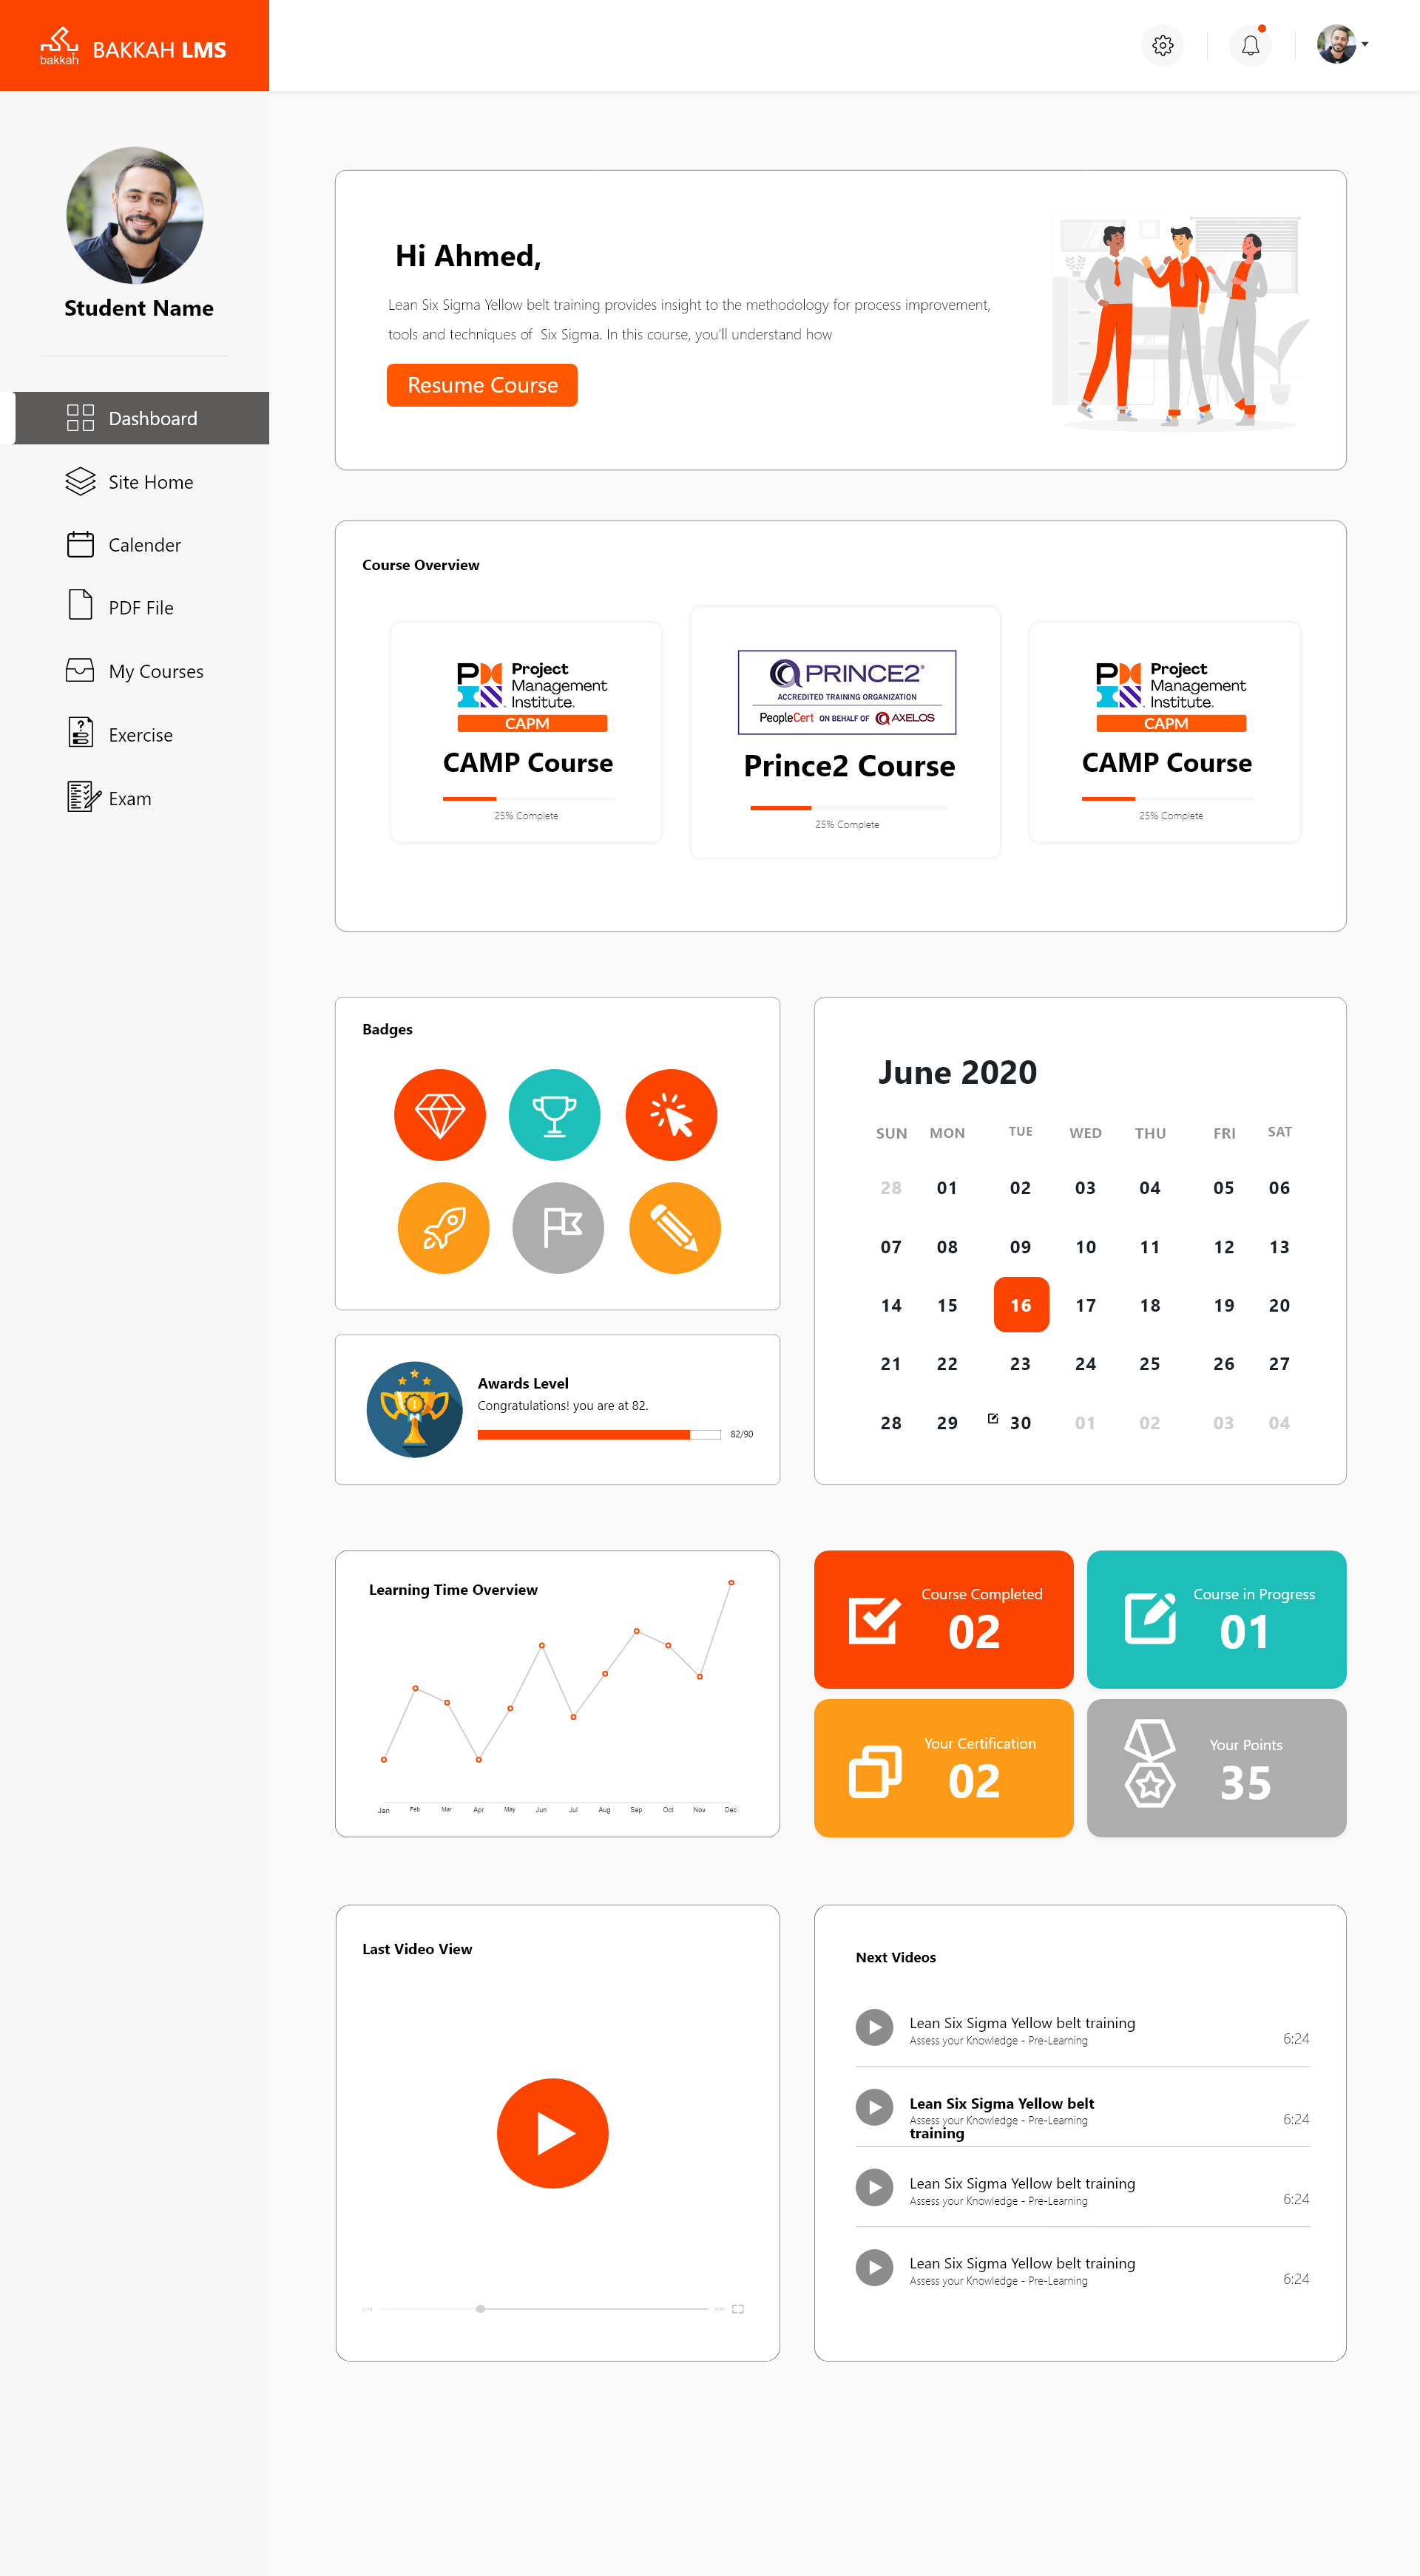 bakkah
BAKKAH LMS
Student Name
Dashboard
Site Home
Calender
PDF File
My Courses
Exercise
Exam
Hi Ahmed,
Lean Six Sigma Yellow belt training provides insight to the methodology for process improvement,
tools and techniques of Six Sigma. In this course, you'll understand how
Resume Course
Course Overview
Project
Management
Institute.
CAPM
CAMP Course
25% Complete
PRINCE2®
ACCREDITED TRAINING ORGANIZATION
PeopleCert ON BEHALF OF AXELOS
Prince2 Course
25% Complete
Project
Management
Institute.
CAPM
CAMP Course
25% Complete
Badges
Awards Level
Congratulations! you are at 82.
82/90
June 2020
SUN MON TUE WED THU FRI SAT
28 01 02 03 04 05 06
07 08 09 10 11 12 13
14 15 16 17 18 19 20
21 22 23 24 25 26 27
28 29 30 01 02 03 04
Learning Time Overview
Jan Feb Mar Apr May Jun Jul Aug Sep Oct Nov Dec
Course Completed
02
Course in Progress
01
Your Certification
02
Your Points
35
Last Video View
Next Videos
Lean Six Sigma Yellow belt training
Assess your Knowledge - Pre-Learning
6:24
Lean Six Sigma Yellow belt
Assess your Knowledge - Pre-Learning
training
6:24
Lean Six Sigma Yellow belt training
Assess your Knowledge - Pre-Learning
6:24
Lean Six Sigma Yellow belt training
Assess your Knowledge - Pre-Learning
6:24